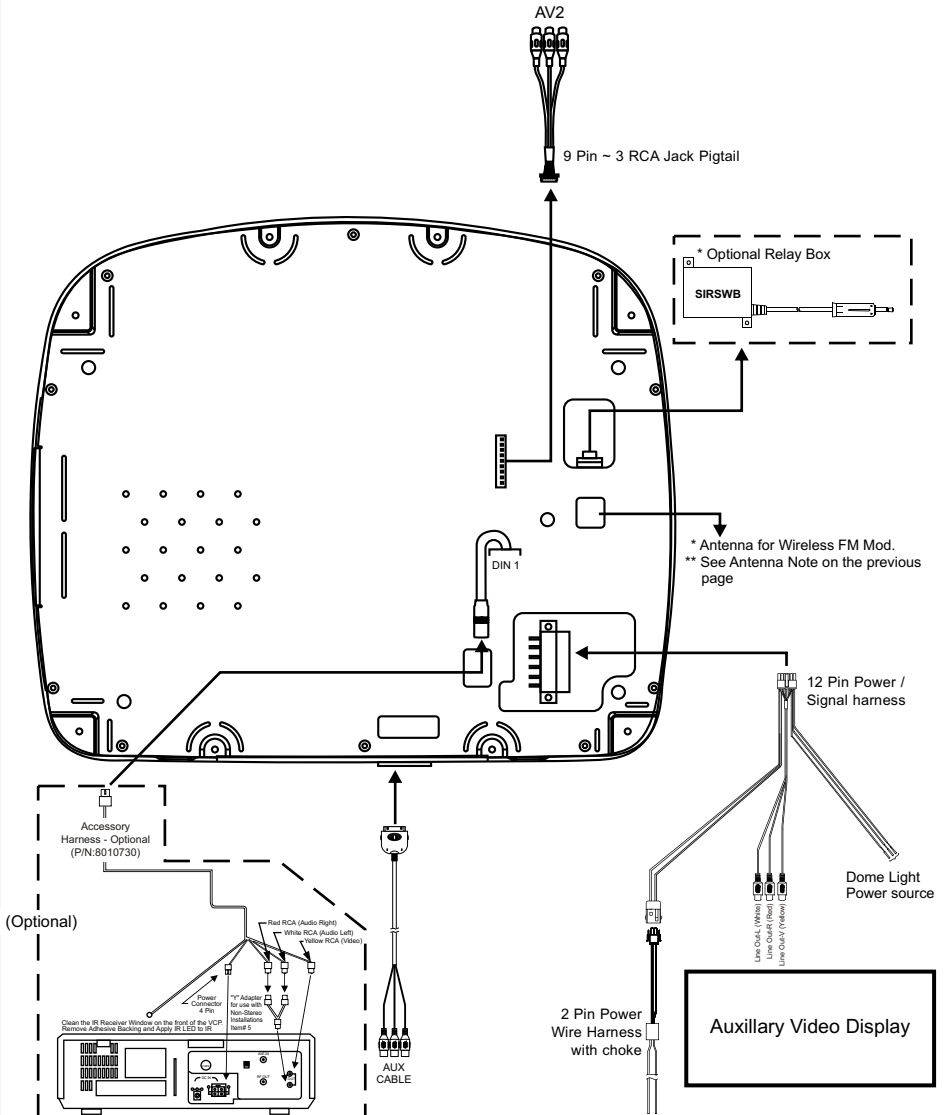 AV2
9 Pin ~ 3 RCA Jack Pigtail
* Optional Relay Box
SIRSWB
DIN 1
* Antenna for Wireless FM Mod.
** See Antenna Note on the previous
page
12 Pin Power /
Signal harness
Accessory
Harness - Optional
(P/N:8010730)
(Optional)
Red RCA (Audio Right)
White RCA (Audio Left)
Yellow RCA (Video)
Power
Connector
4 Pin
"Y" Adapter
for use with
Non-Stereo
Installations
Item# 5
Clean the IR Receiver Window on the front of the VCP.
Remove Adhesive Backing and Apply IR LED to IR
DC IN
RF OUT
AUX
CABLE
Line Out-L (White)
Line Out-R (Red)
Line Out-V (Yellow)
Dome Light
Power source
2 Pin Power
Wire Harness
with choke
Auxillary Video Display